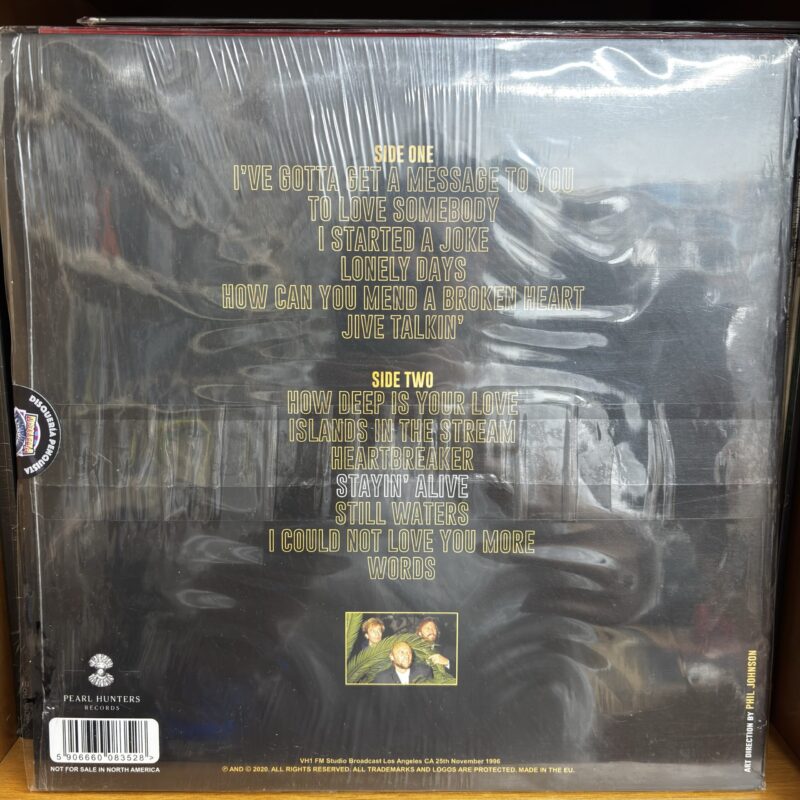 SIDE ONE
I'VE GOTTA GET A MESSAGE TO YOU
TO LOVE SOMEBODY
I STARTED A JOKE
LONELY DAYS
HOW CAN YOU MEND A BROKEN HEART
JIVE TALKIN'
SIDE TWO
HOW DEEP IS YOUR LOVE
ISLANDS IN THE STREAM
HEARTBREAKER
STAYIN' ALIVE
STILL WATERS
I COULD NOT LOVE YOU MORE
WORDS
DISQUERÍA PENQUISTA
PEARL HUNTERS
RECORDS
5 906660 083528 >
NOT FOR SALE IN NORTH AMERICA
VH1 FM Studio Broadcast Los Angeles CA 25th November 1996
℗ AND © 2020. ALL RIGHTS RESERVED. ALL TRADEMARKS AND LOGOS ARE PROTECTED. MADE IN THE EU.
ART DIRECTION BY PHIL JOHNSON